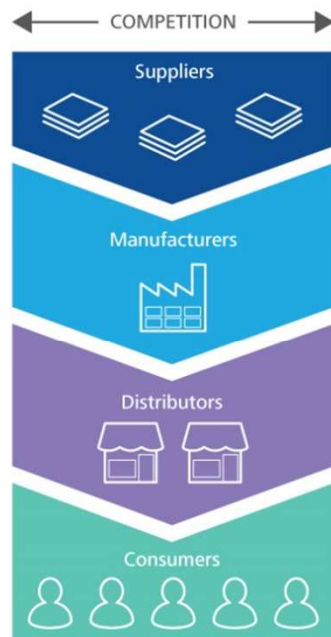 COMPETITION
Suppliers
Manufacturers
Distributors
Consumers